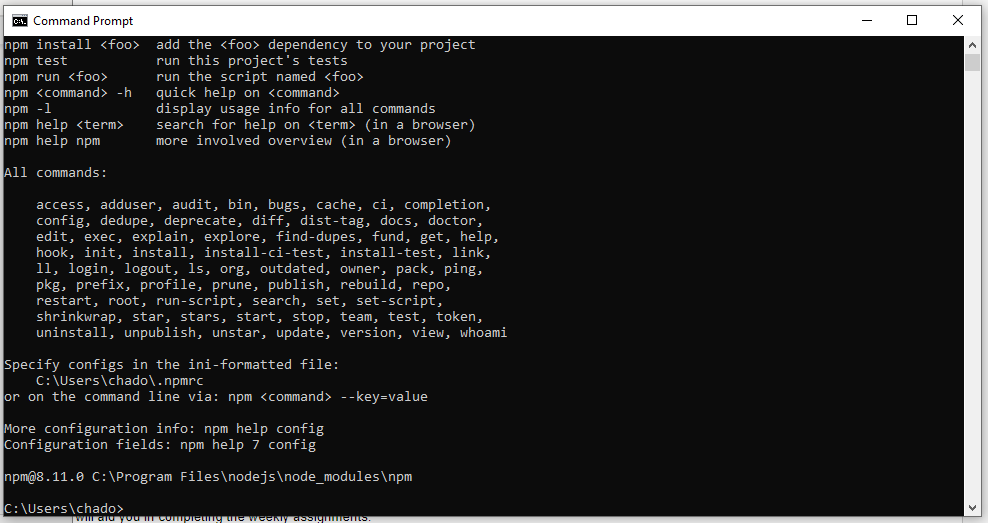 Command Prompt
npm install <foo>  add the <foo> dependency to your project
npm test           run this project's tests
npm run <foo>      run the script named <foo>
npm <command> -h   quick help on <command>
npm -l             display usage info for all commands
npm help <term>    search for help on <term> (in a browser)
npm help npm       more involved overview (in a browser)
All commands:
    access, adduser, audit, bin, bugs, cache, ci, completion,
    config, dedupe, deprecate, diff, dist-tag, docs, doctor,
    edit, exec, explain, explore, find-dupes, fund, get, help,
    hook, init, install, install-ci-test, install-test, link,
    ll, login, logout, ls, org, outdated, owner, pack, ping,
    pkg, prefix, profile, prune, publish, rebuild, repo,
    restart, root, run-script, search, set, set-script,
    shrinkwrap, star, stars, start, stop, team, test, token,
    uninstall, unpublish, unstar, update, version, view, whoami
Specify configs in the ini-formatted file:
    C:\Users\chado\.npmrc
or on the command line via: npm <command> --key=value
More configuration info: npm help config
Configuration fields: npm help 7 config
npm@8.11.0 C:\Program Files\nodejs\node_modules\npm
C:\Users\chado>
will aid you in completing the weekly assignments.